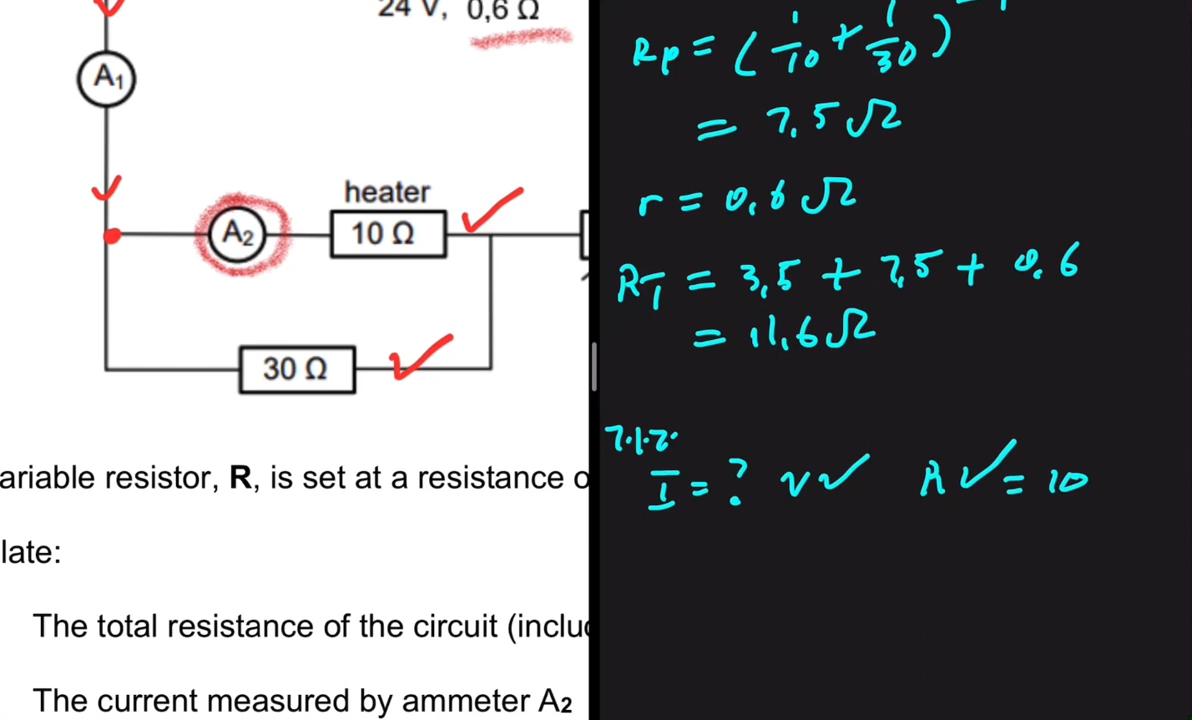 24 V, 0,6 Ω
A1
heater
A2
10 Ω
30 Ω
ariable resistor, R, is set at a resistance o
late:
The total resistance of the circuit (inclu
The current measured by ammeter A2
Rp = ( 1/10 + 1/30 )
= 7,5 Ω
r = 0,6 Ω
RT = 3,5 + 7,5 + 0,6
= 11,6 Ω
7.1.2.
I = ? V✓ A ✓ = 10